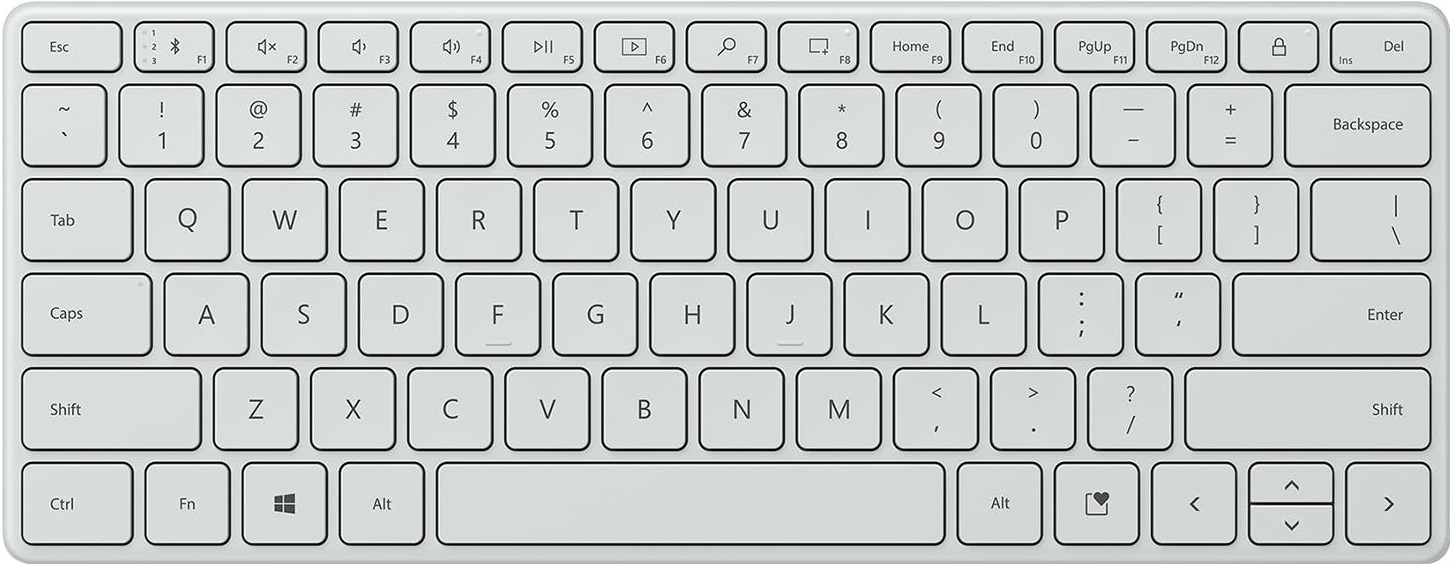 Esc 1 2 3 F1 F2 F3 F4 F5 F6 F7 F8 Home F9 End F10 PgUp F11 PgDn F12 Ins Del
~ ! @ # $ % ^ & * ( ) — +
` 1 2 3 4 5 6 7 8 9 0 - = Backspace
Tab Q W E R T Y U I O P { [ } ] | \
Caps A S D F G H J K L : ; " ' Enter
Shift Z X C V B N M < , > . ? / Shift
Ctrl Fn Alt Alt < >